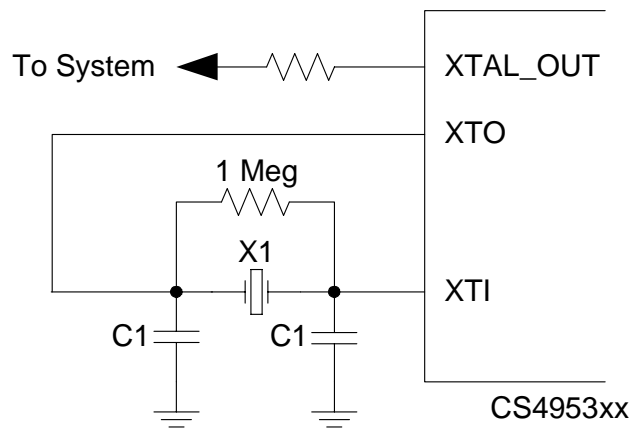 To System
XTAL_OUT
XTO
1 Meg
X1
XTI
C1
C1
CS4953xx